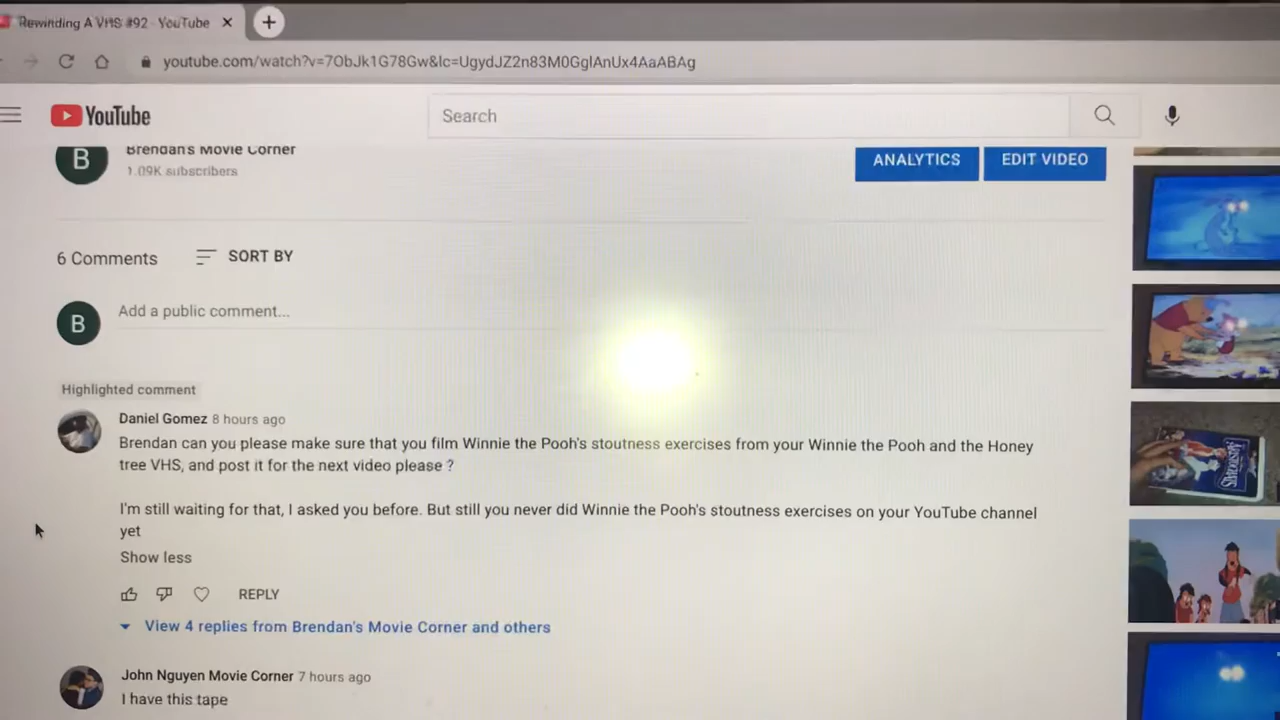 Rewinding A VHS #92 - YouTube
youtube.com/watch?v=7ObJk1G78Gw&lc=UgydJZ2n83M0GglAnUx4AaABAg
YouTube
Search
B
Brendan's Movie Corner
1.09K subscribers
ANALYTICS
EDIT VIDEO
6 Comments
SORT BY
B
Add a public comment...
Highlighted comment
Daniel Gomez 8 hours ago
Brendan can you please make sure that you film Winnie the Pooh's stoutness exercises from your Winnie the Pooh and the Honey
tree VHS, and post it for the next video please ?
I'm still waiting for that, I asked you before. But still you never did Winnie the Pooh's stoutness exercises on your YouTube channel
yet
Show less
REPLY
View 4 replies from Brendan's Movie Corner and others
John Nguyen Movie Corner 7 hours ago
I have this tape